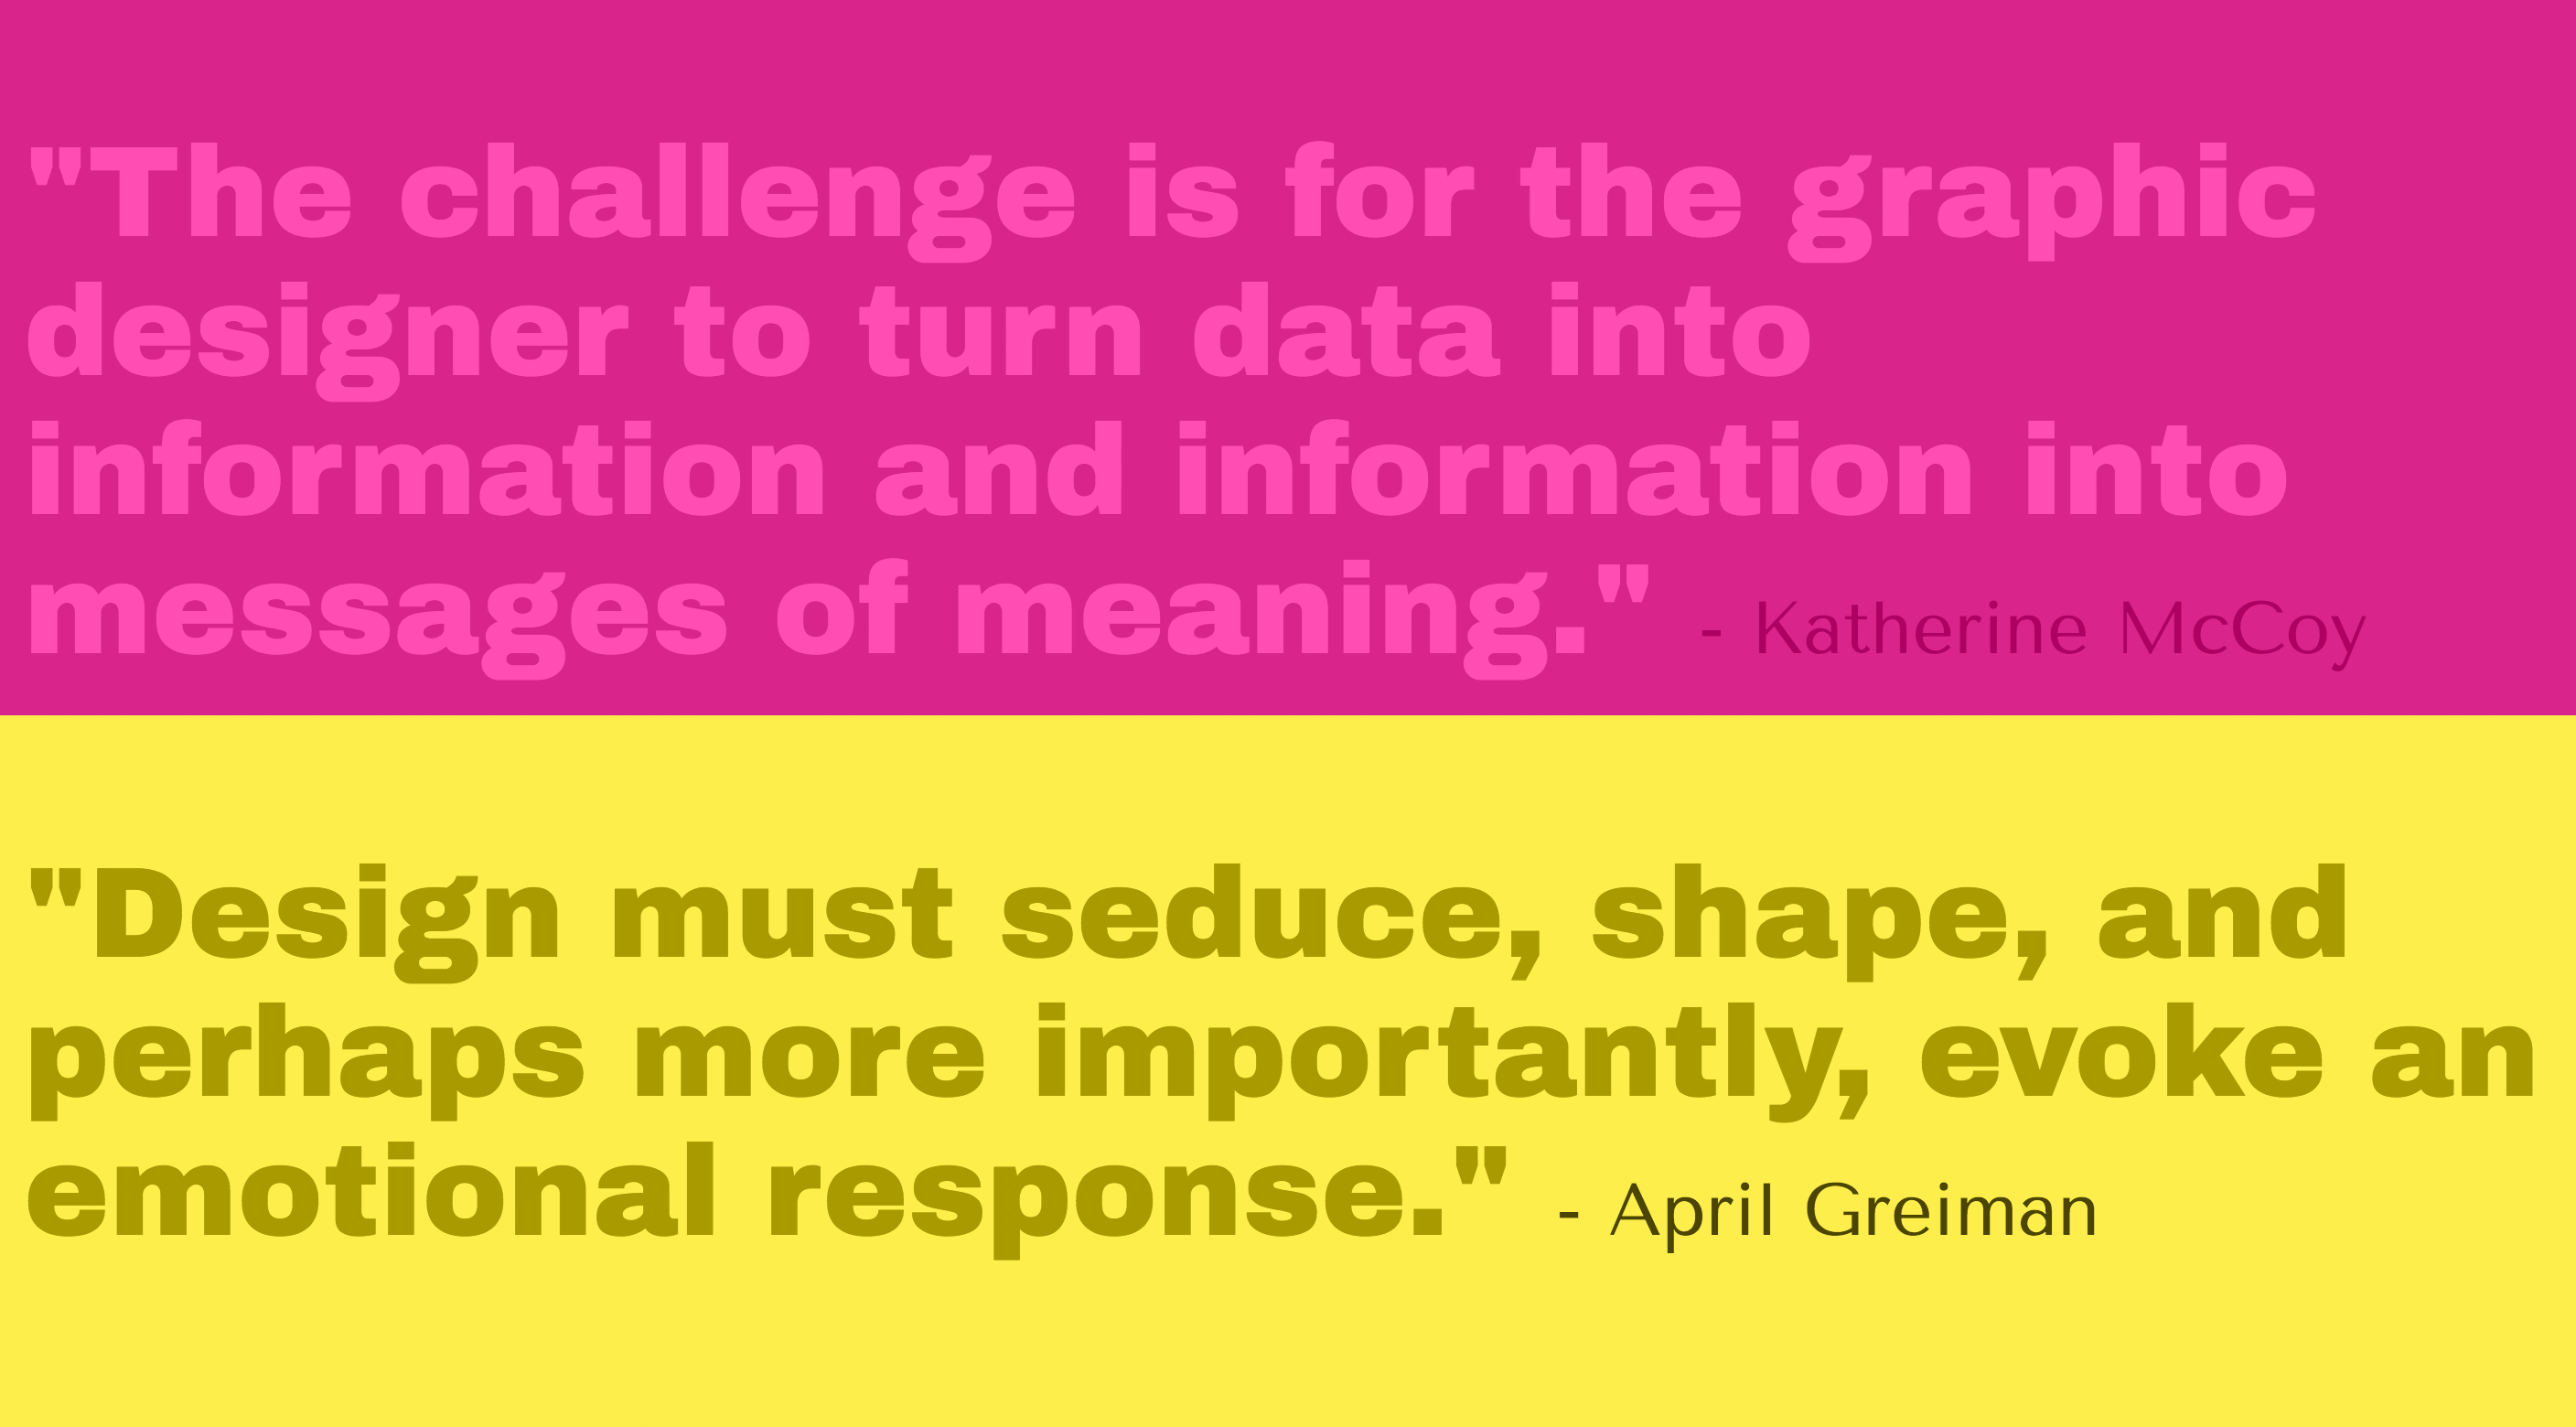 "The challenge is for the graphic
designer to turn data into
information and information into
messages of meaning." - Katherine McCoy
"Design must seduce, shape, and
perhaps more importantly, evoke an
emotional response." - April Greiman